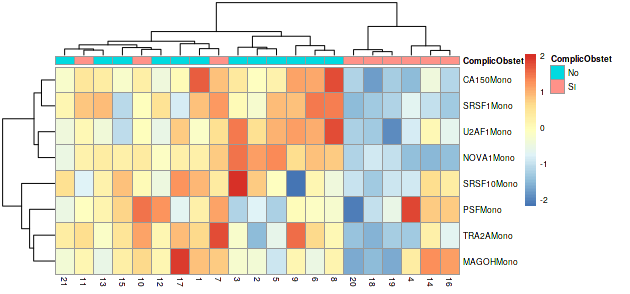 ComplicObstet
CA150Mono
SRSF1Mono
U2AF1Mono
NOVA1Mono
SRSF10Mono
PSFMono
TRA2AMono
MAGOHMono
21 11 13 15 10 12 17 1 7 3 2 5 9 6 8 20 18 19 4 14 16
2
1
0
-1
-2
ComplicObstet
No
SI